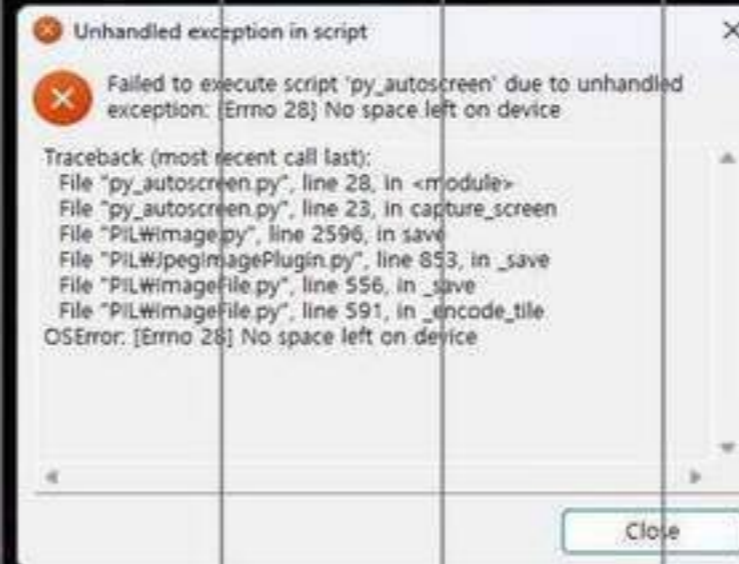 Unhandled exception in script
Failed to execute script 'py_autoscreen' due to unhandled
exception: [Errno 28] No space left on device
Traceback (most recent call last):
File "py_autoscreen.py", line 28, in <module>
File "py_autoscreen.py", line 23, in capture_screen
File "PIL₩Image.py", line 2596, in save
File "PIL₩JpegImagePlugin.py", line 853, in _save
File "PIL₩ImageFile.py", line 556, in _save
File "PIL₩ImageFile.py", line 591, in _encode_tile
OSError: [Errno 28] No space left on device
Close